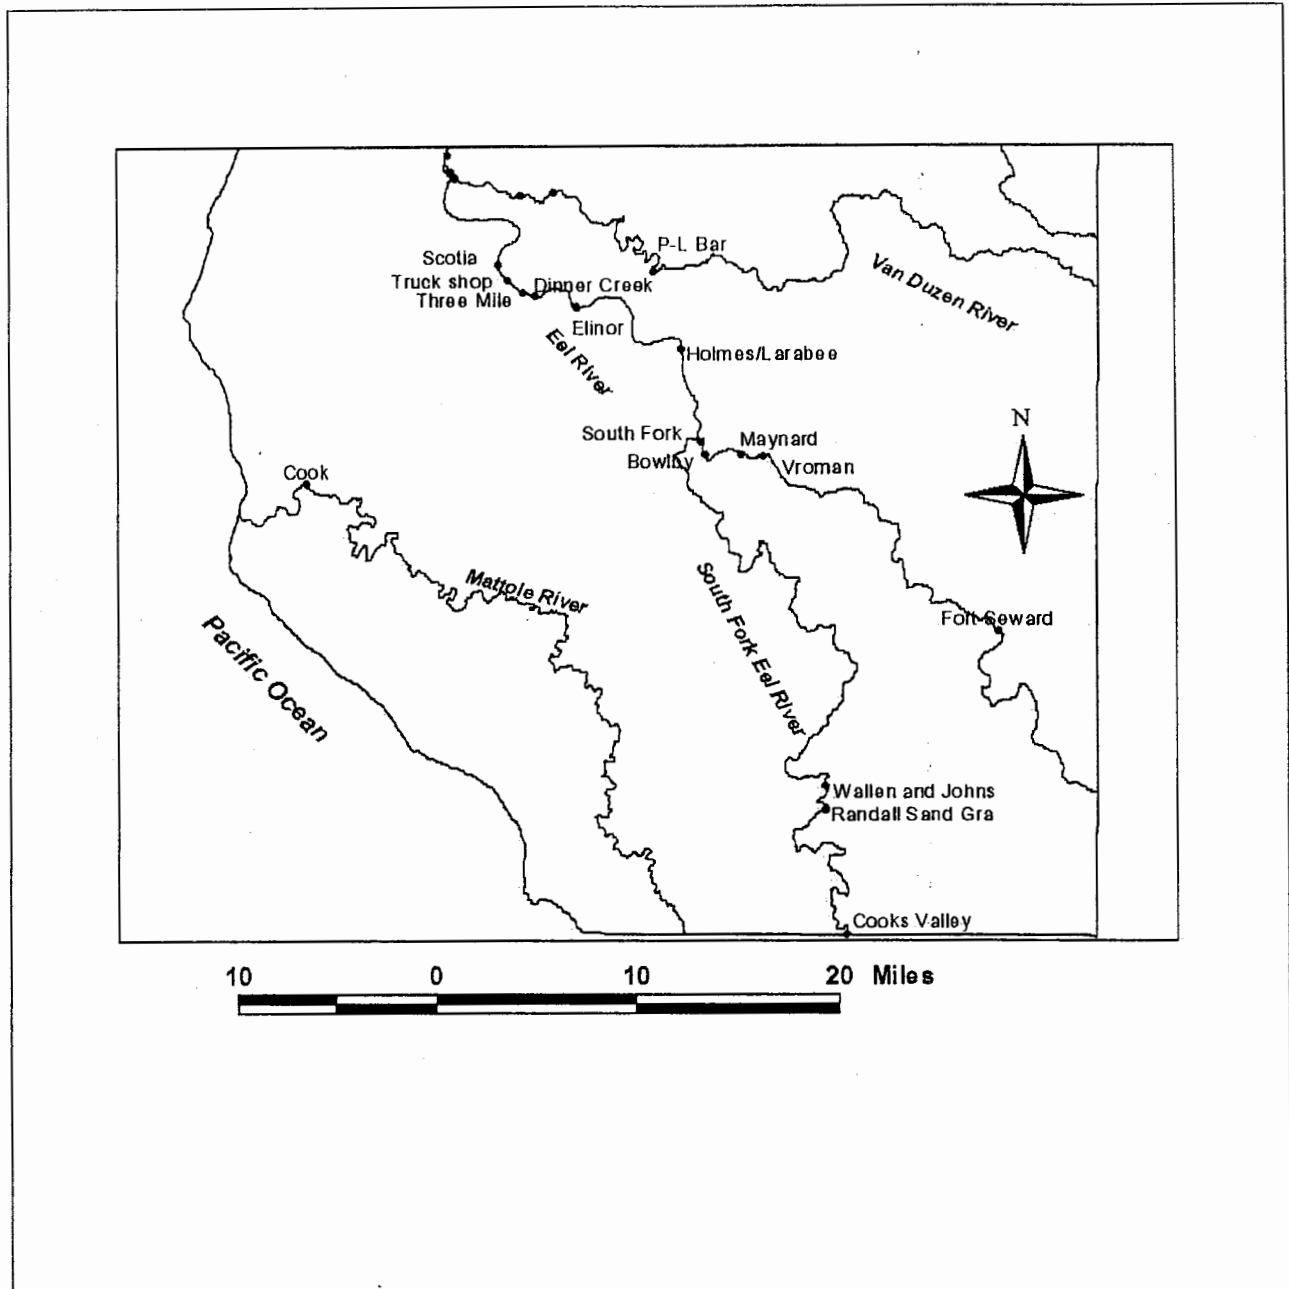 P-L Bar
Scotia
Truck shop
Dinner Creek
Three Mile
Van Duzen River
Elinor
Eel River
Holmes/Larabee
N
South Fork
Maynard
Bowlby
Vroman
Cook
Mattole River
South Fork Eel River
Fort Seward
Pacific Ocean
Wallen and Johns
Randall Sand Gra
Cooks Valley
10 0 10 20 Miles